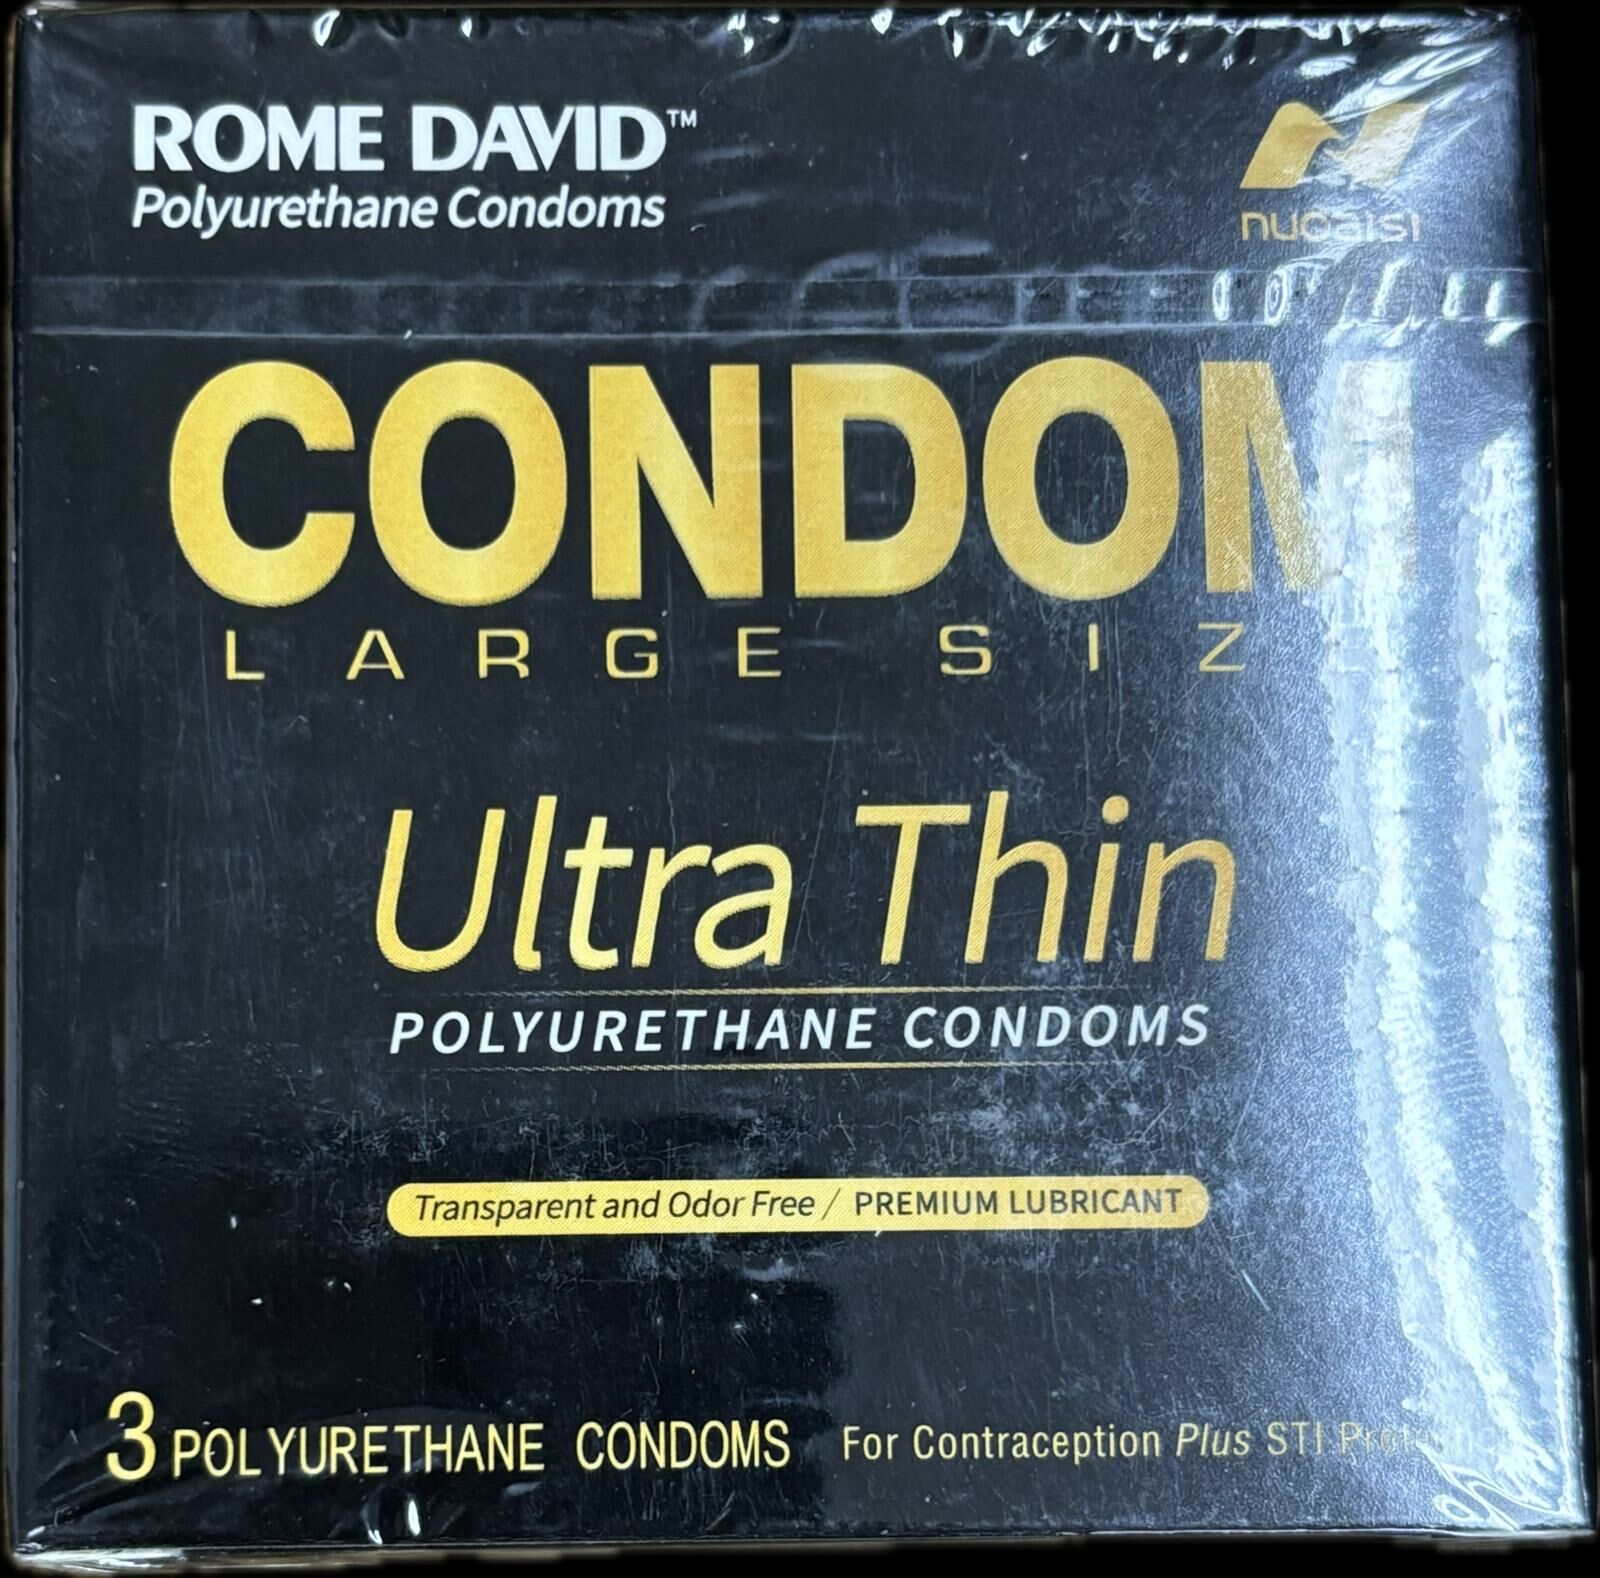 ROME DAVID™
Polyurethane Condoms
CONDOM
LARGE SIZ
Ultra Thin
POLYURETHANE CONDOMS
Transparent and Odor Free / PREMIUM LUBRICANT
3 POLYURETHANE CONDOMS For Contraception Plus STI